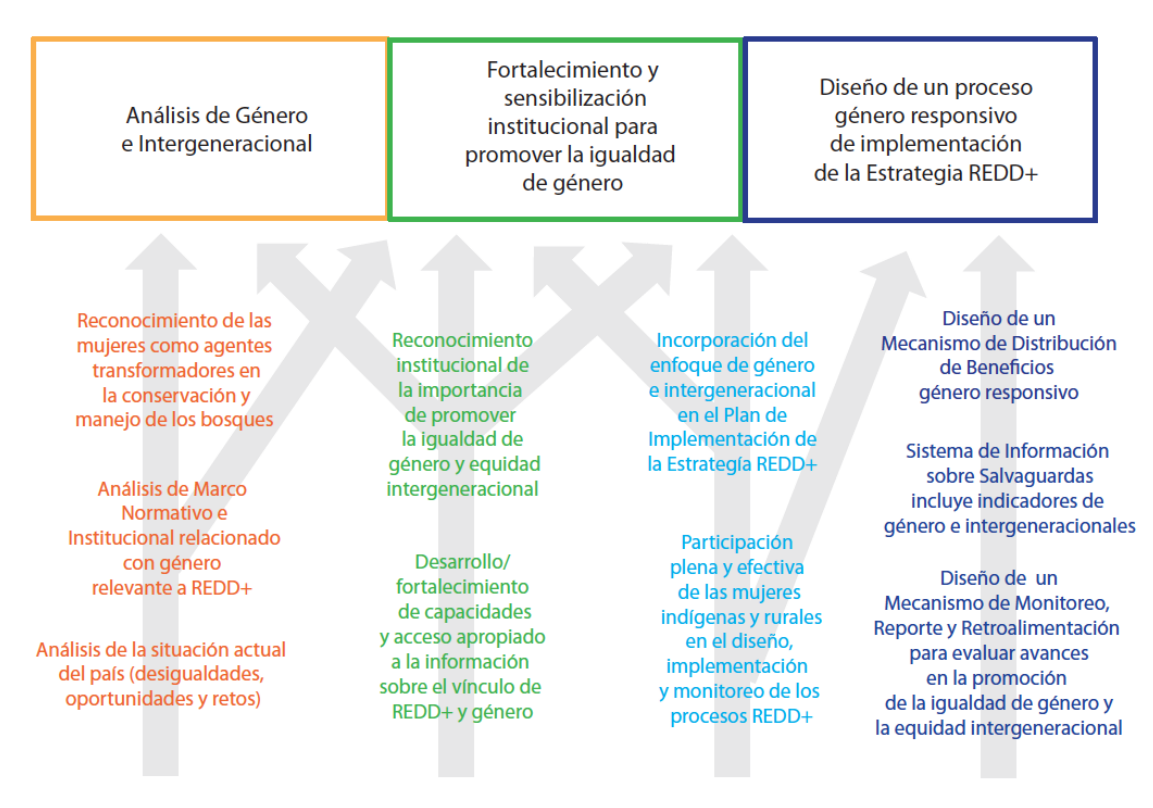 Análisis de Género
e Intergeneracional
Fortalecimiento y
sensibilización
institucional para
promover la igualdad
de género
Diseño de un proceso
género responsivo
de implementación
de la Estrategia REDD+
Reconocimiento de las
mujeres como agentes
transformadores en
la conservación y
manejo de los bosques
Análisis de Marco
Normativo e
Institucional relacionado
con género
relevante a REDD+
Análisis de la situación actual
del país (desigualdades,
oportunidades y retos)
Reconocimiento
institucional de
la importancia
de promover
la igualdad de
género y equidad
intergeneracional
Desarrollo/
fortalecimiento
de capacidades
y acceso apropiado
a la información
sobre el vínculo de
REDD+ y género
Incorporación del
enfoque de género
e intergeneracional
en el Plan de
Implementación de
la Estrategía REDD+
Participación
plena y efectiva
de las mujeres
indígenas y rurales
en el diseño,
implementación
y monitoreo de los
procesos REDD+
Diseño de un
Mecanismo de Distribución
de Beneficios
género responsivo
Sistema de Información
sobre Salvaguardas
incluye indicadores de
género e intergeneracionales
Diseño de un
Mecanismo de Monitoreo,
Reporte y Retroalimentación
para evaluar avances
en la promoción
de la igualdad de género y
la equidad intergeneracional